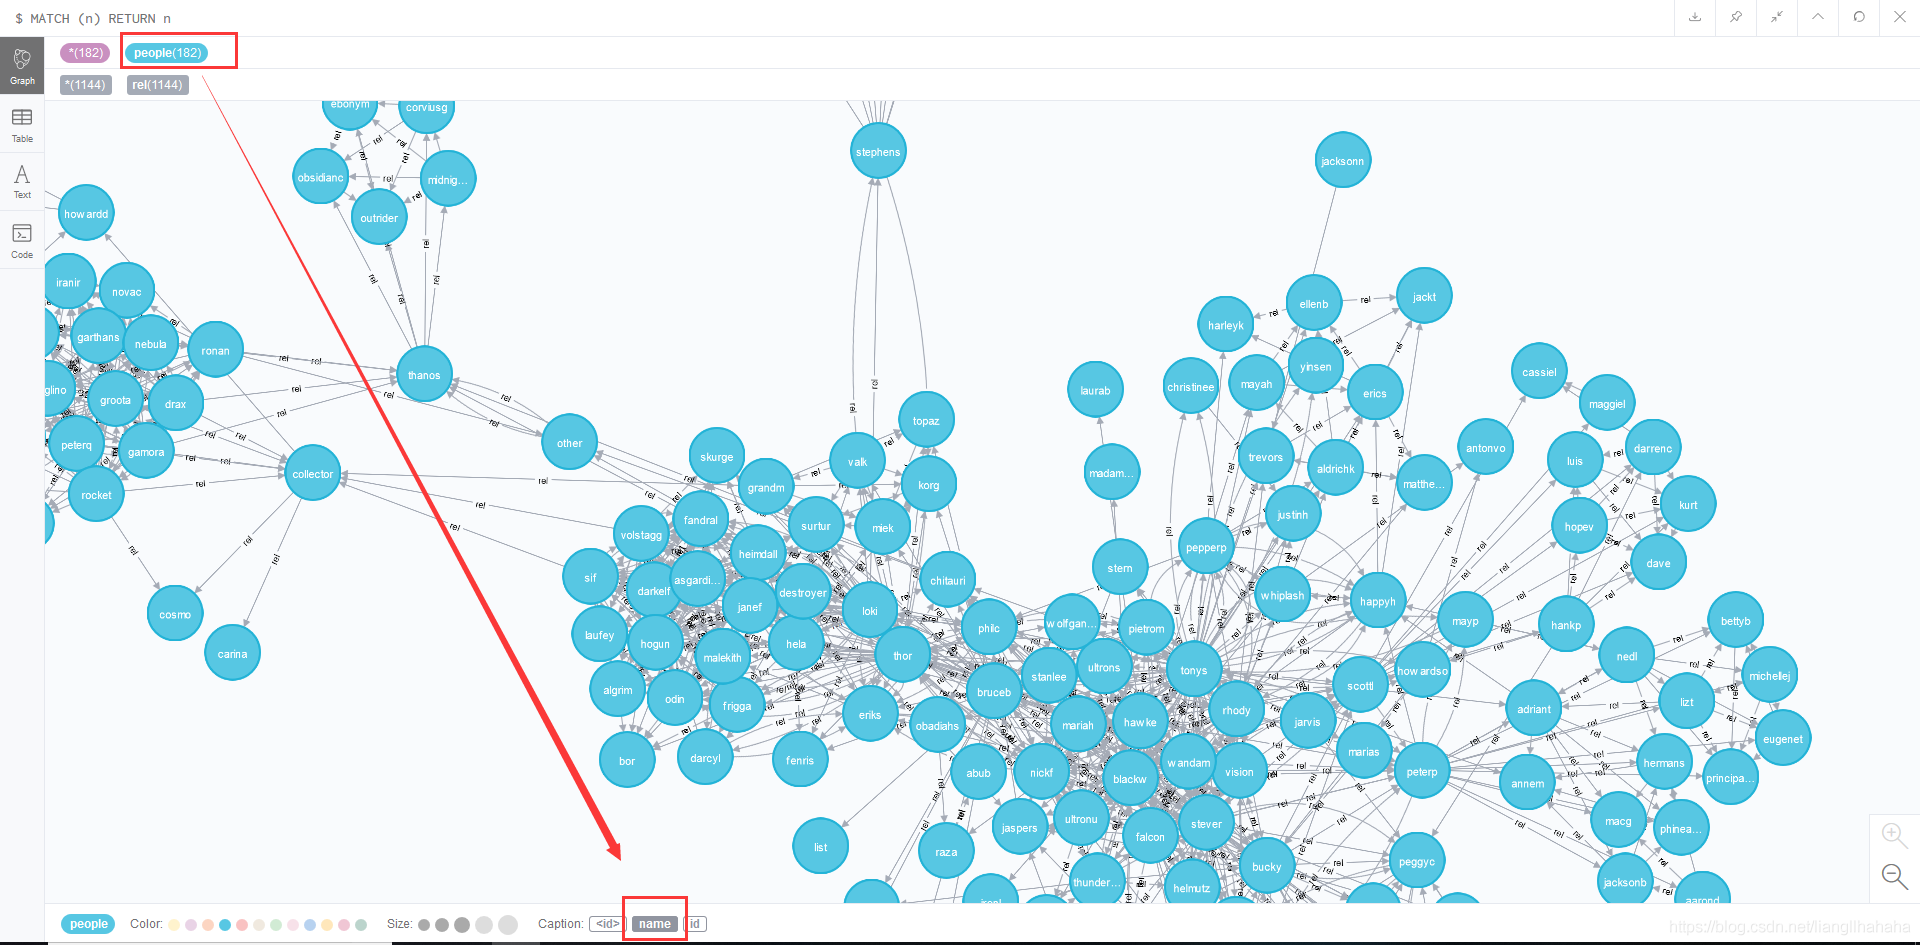 $ MATCH (n) RETURN n
*(182) people(182)
*(1144) rel(1144)
Graph
Table
Text
Code
ebonym
corviusg
obsidianc
midnig...
outrider
stephens
jacksonn
howardd
iranir
novac
garthans
nebula
ronan
glino
groota
drax
thanos
peterq
gamora
rocket
collector
other
cosmo
carina
skurge
grandm
valk
topaz
korg
volstagg
fandral
surtur
miek
heimdall
sif
darkelf
asgardi...
destroyer
janef
loki
chitauri
laufey
hogun
malekith
hela
thor
philc
algrim
odin
frigga
eriks
obadiahs
bruceb
bor
darcyl
fenris
list
raza
abub
nickf
jaspers
ultronu
laurab
madam...
stern
wolfgan...
pietrom
ultrons
stanlee
mariah
hawke
tonys
rhody
jarvis
blackw
wandam
vision
stever
falcon
thunder...
helmutz
bucky
peggyc
harleyk
ellenb
jackt
christinee
mayah
yinsen
erics
trevors
aldrichk
matthe...
justinh
pepperp
whiplash
happyh
mayp
howardso
scottl
marias
peterp
antonvo
cassiel
maggiel
luis
darrenc
kurt
hopev
dave
hankp
nedl
bettyb
michellej
lizt
adriant
eugenet
hermans
principa...
annem
macg
phinea...
jacksonb
aarond
rel
people Color: Size: Caption: <id> name id
https://blog.csdn.net/lianglihahaha